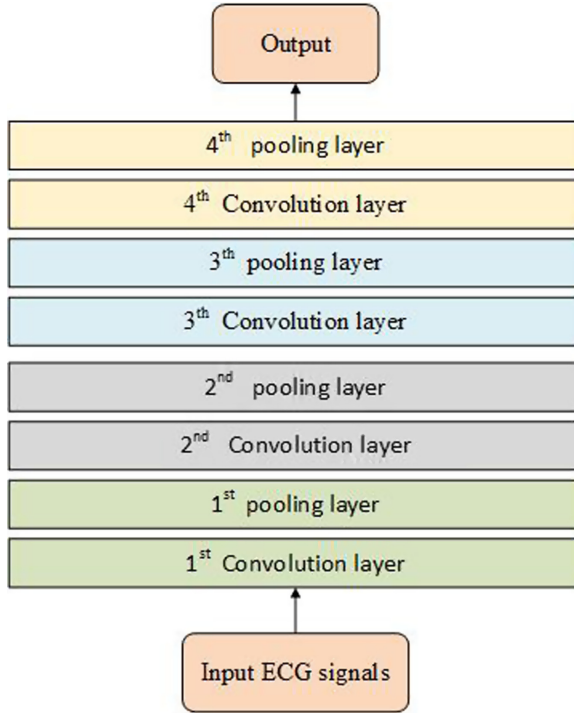 Output
4th pooling layer
4th Convolution layer
3th pooling layer
3th Convolution layer
2nd pooling layer
2nd Convolution layer
1st pooling layer
1st Convolution layer
Input ECG signals